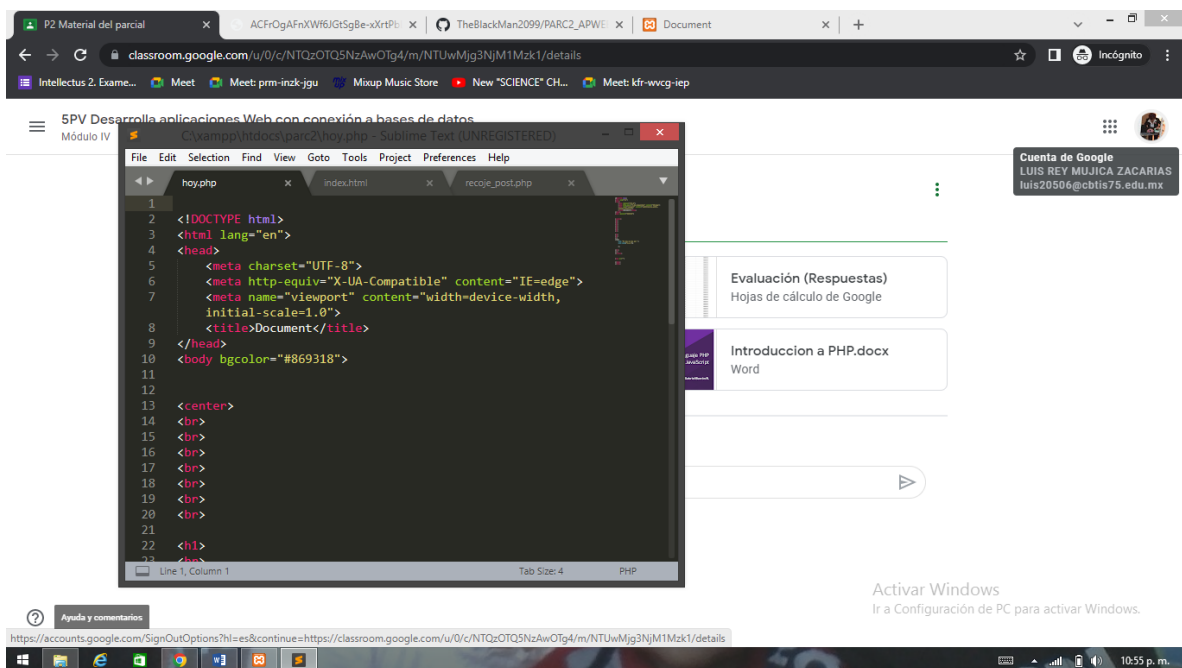 P2 Material del parcial
ACFrOgAFnXWf6JGtSgBe-xXrtPb
TheBlackMan2099/PARC2_APWE
Document
classroom.google.com/u/0/c/NTQzOTQ5NzAwOTg4/m/NTUwMjg3NjM1Mzk1/details
Incógnito
Intellectus 2. Exame...
Meet
Meet: prm-inzk-jgu
Mixup Music Store
New "SCIENCE" CH...
Meet: kfr-wvcg-iep
5PV Desarrolla aplicaciones Web con conexión a bases de datos
Módulo IV
C:\xampp\htdocs\parc2\hoy.php - Sublime Text (UNREGISTERED)
File Edit Selection Find View Goto Tools Project Preferences Help
hoy.php
index.html
recoje_post.php
1
2 <!DOCTYPE html>
3 <html lang="en">
4 <head>
5 <meta charset="UTF-8">
6 <meta http-equiv="X-UA-Compatible" content="IE=edge">
7 <meta name="viewport" content="width=device-width,
initial-scale=1.0">
8 <title>Document</title>
9 </head>
10 <body bgcolor="#869318">
11
12
13 <center>
14 <br>
15 <br>
16 <br>
17 <br>
18 <br>
19 <br>
20 <br>
21
22 <h1>
23 <br>
Line 1, Column 1
Tab Size: 4
PHP
Cuenta de Google
LUIS REY MUJICA ZACARIAS
luis20506@cbtis75.edu.mx
Evaluación (Respuestas)
Hojas de cálculo de Google
Introduccion a PHP.docx
Word
Activar Windows
Ir a Configuración de PC para activar Windows.
Ayuda y comentarios
https://accounts.google.com/SignOutOptions?hl=es&continue=https://classroom.google.com/u/0/c/NTQzOTQ5NzAwOTg4/m/NTUwMjg3NjM1Mzk1/details
10:55 p. m.